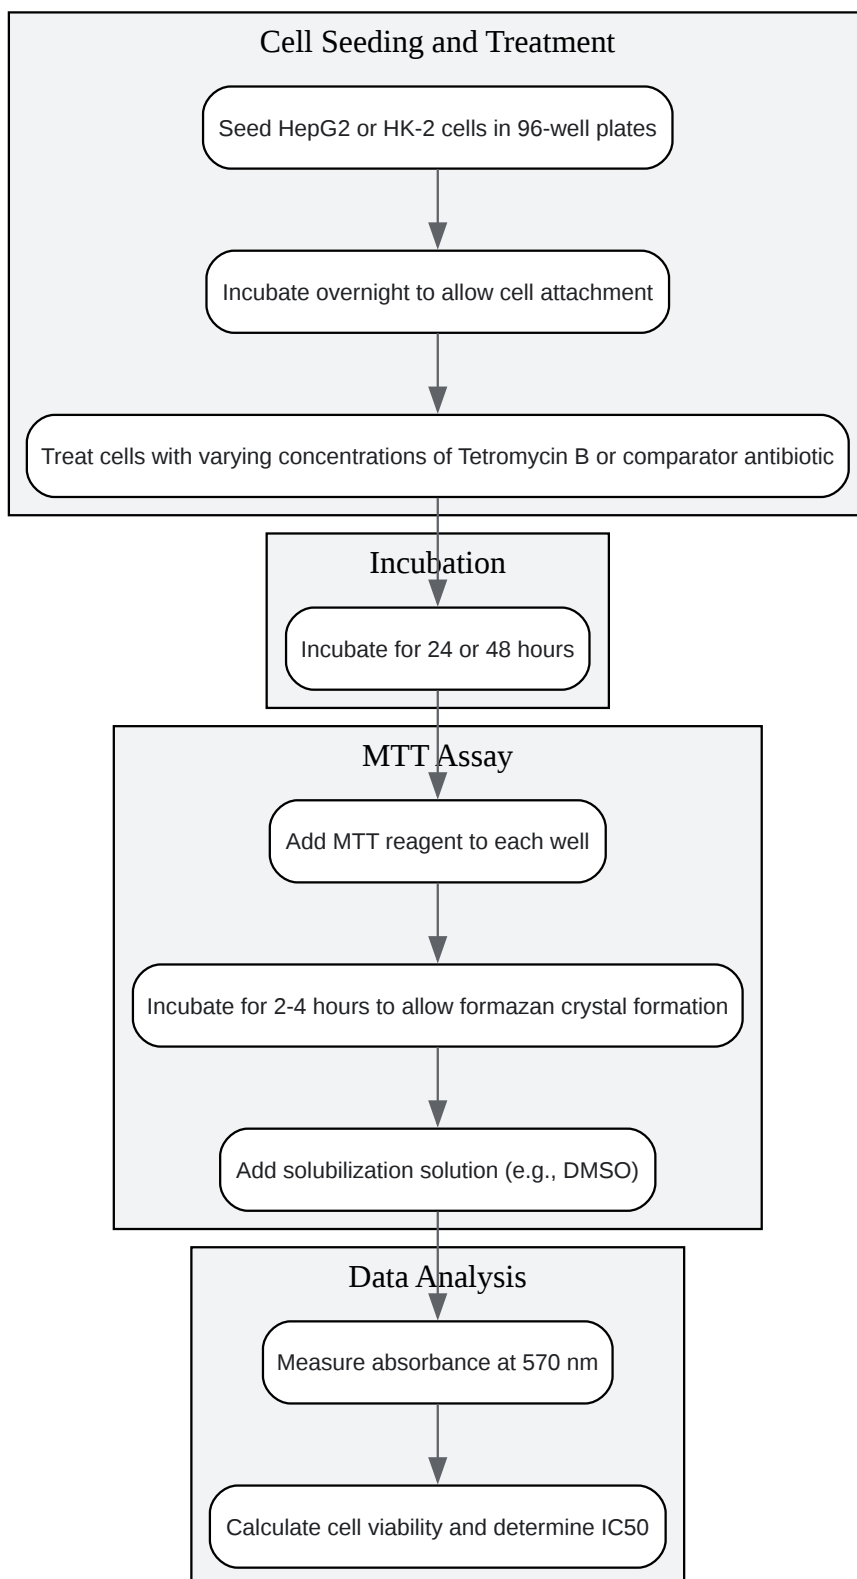 Cell Seeding and Treatment
Seed HepG2 or HK-2 cells in 96-well plates
Incubate overnight to allow cell attachment
Treat cells with varying concentrations of Tetromycin B or comparator antibiotic
Incubation
Incubate for 24 or 48 hours
MTT Assay
Add MTT reagent to each well
Incubate for 2-4 hours to allow formazan crystal formation
Add solubilization solution (e.g., DMSO)
Data Analysis
Measure absorbance at 570 nm
Calculate cell viability and determine IC50